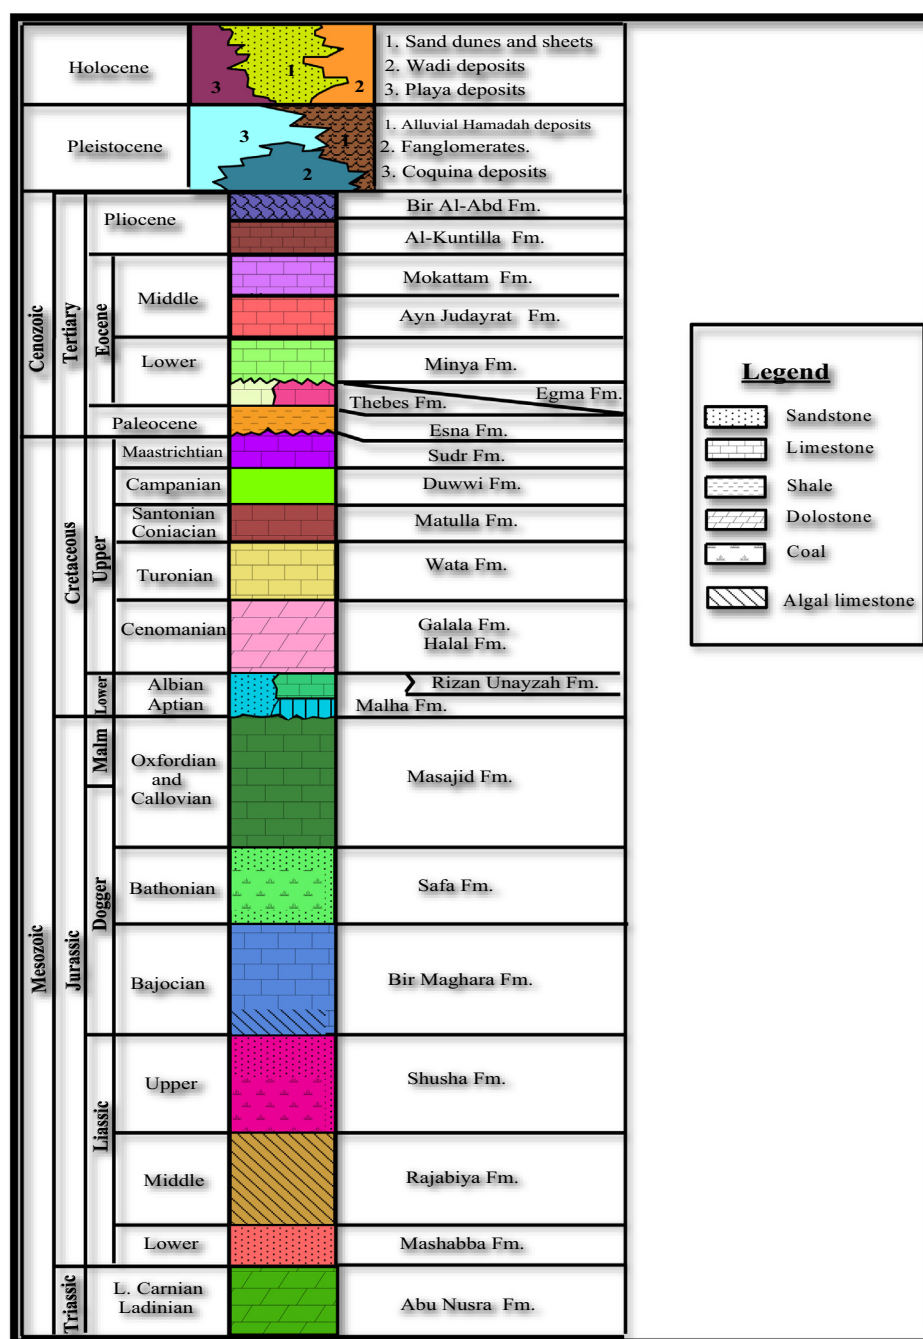 Holocene
3
1
2
1. Sand dunes and sheets
2. Wadi deposits
3. Playa deposits
Pleistocene
3
1
2
1. Alluvial Hamadah deposits
2. Fanglomerates.
3. Coquina deposits
Cenozoic
Tertiary
Pliocene
Bir Al-Abd Fm.
Al-Kuntilla Fm.
Eocene
Middle
Mokattam Fm.
Ayn Judayrat Fm.
Lower
Minya Fm.
Thebes Fm.
Egma Fm.
Paleocene
Esna Fm.
Mesozoic
Cretaceous
Upper
Maastrichtian
Sudr Fm.
Campanian
Duwwi Fm.
Santonian
Coniacian
Matulla Fm.
Turonian
Wata Fm.
Cenomanian
Galala Fm.
Halal Fm.
Lower
Albian
Aptian
Rizan Unayzah Fm.
Malha Fm.
Jurassic
Malm
Oxfordian
and
Callovian
Masajid Fm.
Dogger
Bathonian
Safa Fm.
Bajocian
Bir Maghara Fm.
Liassic
Upper
Shusha Fm.
Middle
Rajabiya Fm.
Lower
Mashabba Fm.
Triassic
L. Carnian
Ladinian
Abu Nusra Fm.
Legend
Sandstone
Limestone
Shale
Dolostone
Coal
Algal limestone